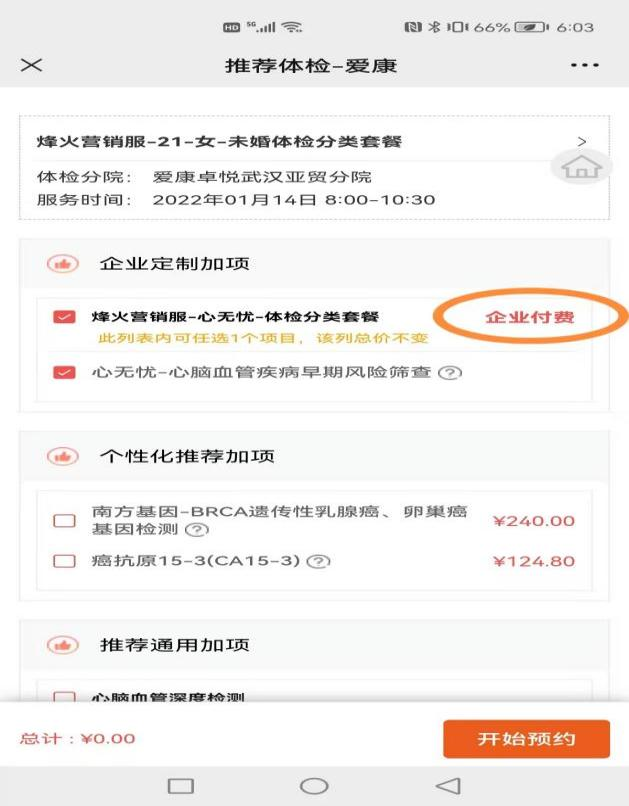 HD 5G 66% 6:03
推荐体检-爱康
烽火营销服-21-女-未婚体检分类套餐
体检分院： 爱康卓悦武汉亚贸分院
服务时间： 2022年01月14日 8:00-10:30
企业定制加项
烽火营销服-心无忧-体检分类套餐 企业付费
此列表内可任选1个项目，该列总价不变
心无忧-心脑血管疾病早期风险筛查 ?
个性化推荐加项
南方基因-BRCA遗传性乳腺癌、卵巢癌
基因检测 ? ¥240.00
癌抗原15-3(CA15-3) ? ¥124.80
推荐通用加项
心脑血管深度检测
总计：¥0.00 开始预约